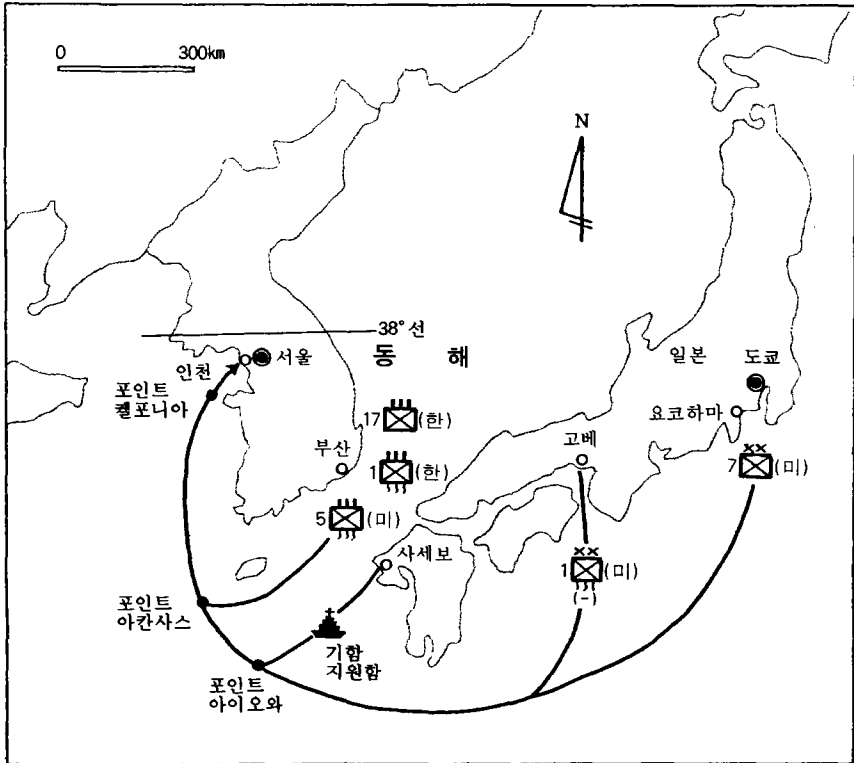 0 300km
N
38°선
인천
서울
동 해
일본 도쿄
포인트
켈포니아
17 (한)
요코하마
부산
고베
1 (한)
7 (미)
5 (미)
사세보
1 (미)
(-)
포인트
아칸사스
기함
지원함
포인트
아이오와